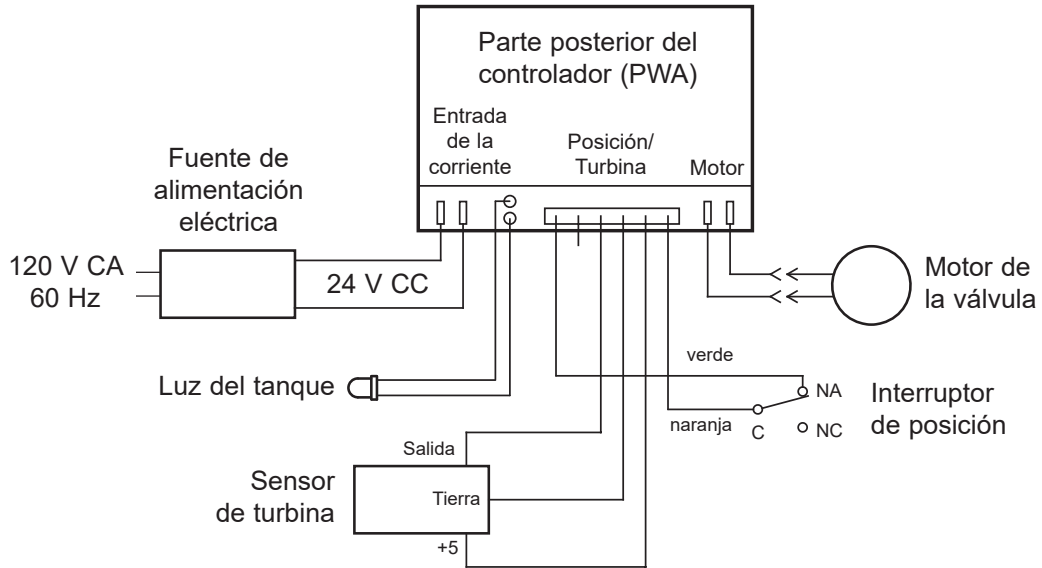 Parte posterior del
controlador (PWA)
Entrada
de la
corriente
Posición/
Turbina
Motor
Fuente de
alimentación
eléctrica
120 V CA
60 Hz
24 V CC
Motor de
la válvula
Luz del tanque
verde
naranja
NA
C
NC
Interruptor
de posición
Salida
Sensor
de turbina
Tierra
+5